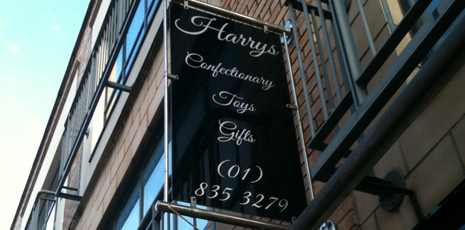 Harrys
Confectionary
Toys
Gifts
(01)
835 3279